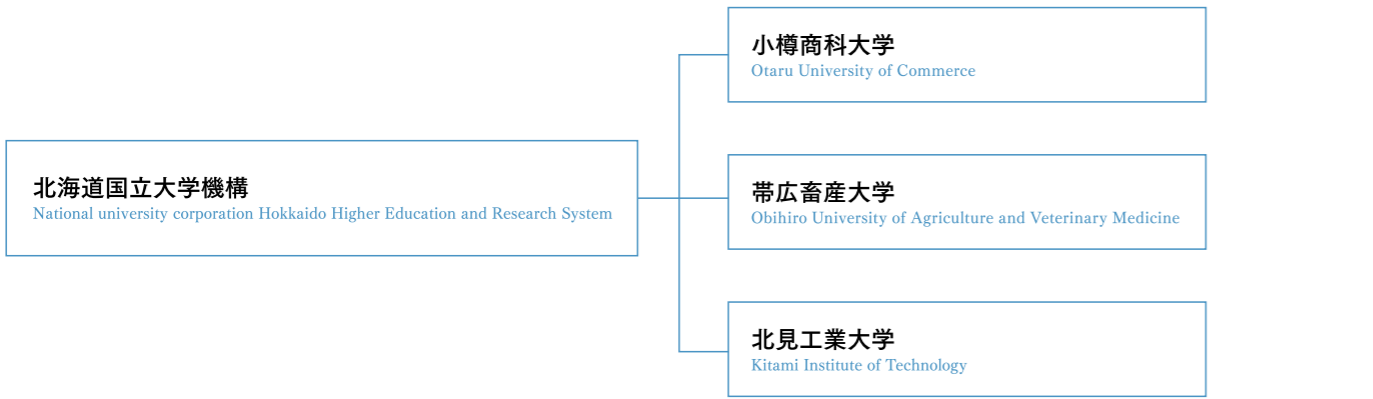 北海道国立大学機構
National university corporation Hokkaido Higher Education and Research System
小樽商科大学
Otaru University of Commerce
帯広畜産大学
Obihiro University of Agriculture and Veterinary Medicine
北見工業大学
Kitami Institute of Technology